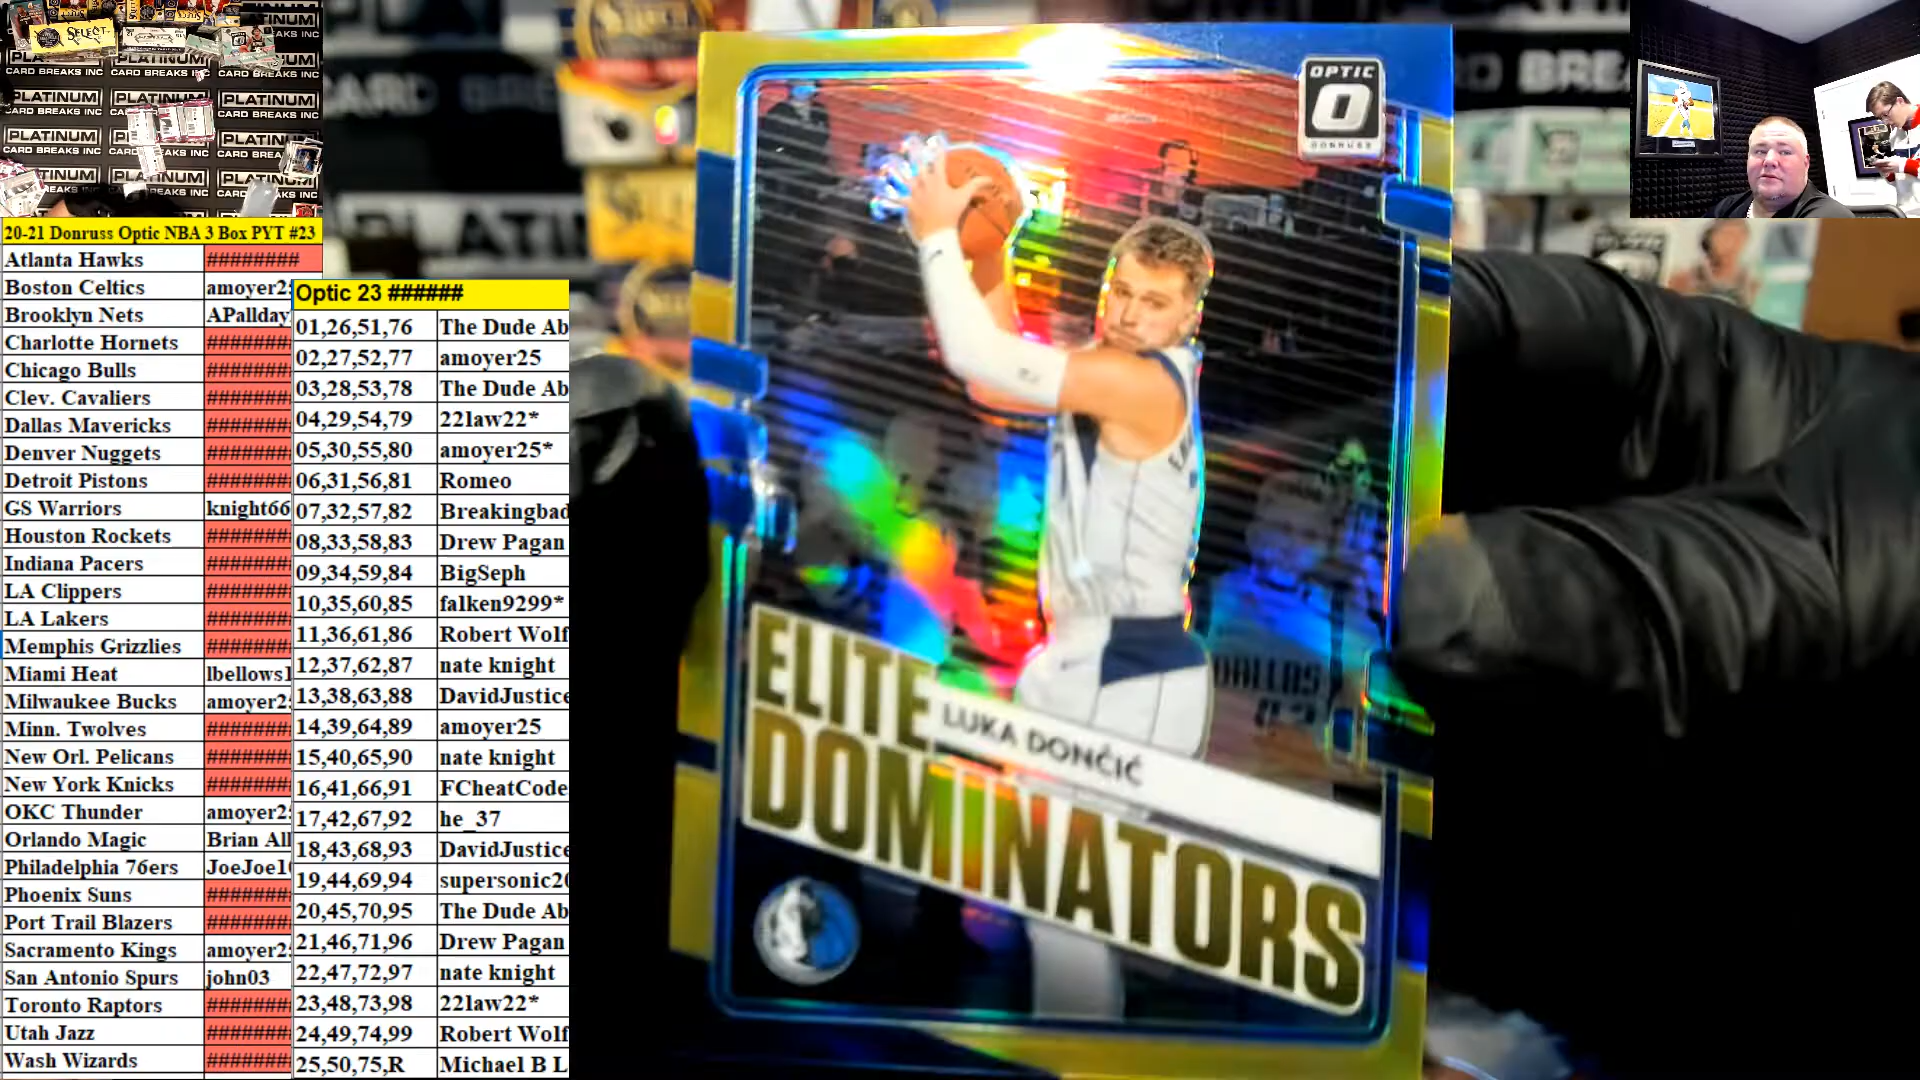 SELECT
PLATINUM
CARD BREAKS INC
20-21 Donruss Optic NBA 3 Box PYT #23
Atlanta Hawks ########
Boston Celtics amoyer2
Brooklyn Nets APallday
Charlotte Hornets #######
Chicago Bulls #######
Clev. Cavaliers #######
Dallas Mavericks #######
Denver Nuggets #######
Detroit Pistons #######
GS Warriors knight66
Houston Rockets #######
Indiana Pacers #######
LA Clippers #######
LA Lakers #######
Memphis Grizzlies #######
Miami Heat lbellows1
Milwaukee Bucks amoyer2
Minn. Twolves #######
New Orl. Pelicans #######
New York Knicks #######
OKC Thunder amoyer2
Orlando Magic Brian All
Philadelphia 76ers JoeJoe1
Phoenix Suns #######
Port Trail Blazers #######
Sacramento Kings amoyer2
San Antonio Spurs john03
Toronto Raptors #######
Utah Jazz #######
Wash Wizards #######
Optic 23 ######
01,26,51,76 The Dude Ab
02,27,52,77 amoyer25
03,28,53,78 The Dude Ab
04,29,54,79 22law22*
05,30,55,80 amoyer25*
06,31,56,81 Romeo
07,32,57,82 Breakingbad
08,33,58,83 Drew Pagan
09,34,59,84 BigSeph
10,35,60,85 falken9299*
11,36,61,86 Robert Wolf
12,37,62,87 nate knight
13,38,63,88 DavidJustice
14,39,64,89 amoyer25
15,40,65,90 nate knight
16,41,66,91 FCheatCode
17,42,67,92 he_37
18,43,68,93 DavidJustice
19,44,69,94 supersonic20
20,45,70,95 The Dude Ab
21,46,71,96 Drew Pagan
22,47,72,97 nate knight
23,48,73,98 22law22*
24,49,74,99 Robert Wolf
25,50,75,R Michael B L
OPTIC
O
DONRUSS
ELITE
LUKA DONČIĆ
DOMINATORS
DALLAS